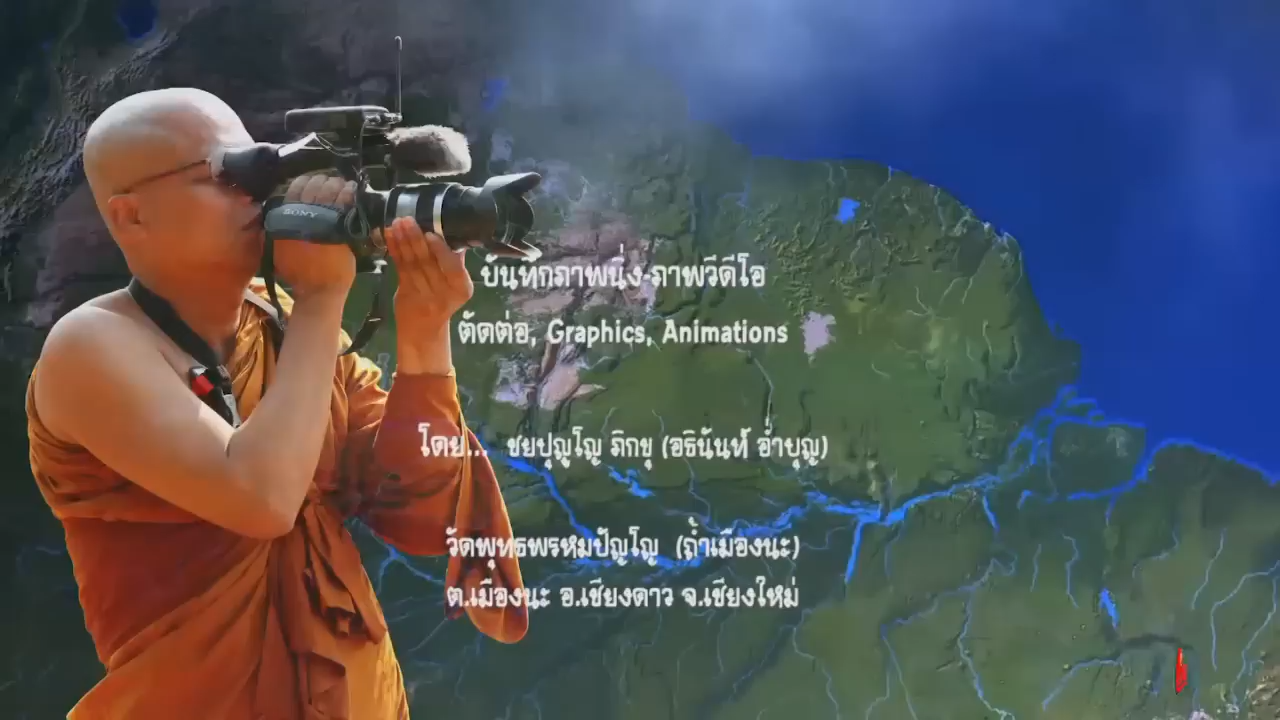 SONY
บันทึกภาพนิ่ง-ภาพวีดีโอ
ตัดต่อ, Graphics, Animations
โดย... ชยปุญฺโญ ภิกขุ (อธินันท์ อ่ำบุญ)
วัดพุทธพรหมปัญโญ (ถ้ำเมืองนะ)
ต.เมืองนะ อ.เชียงดาว จ.เชียงใหม่